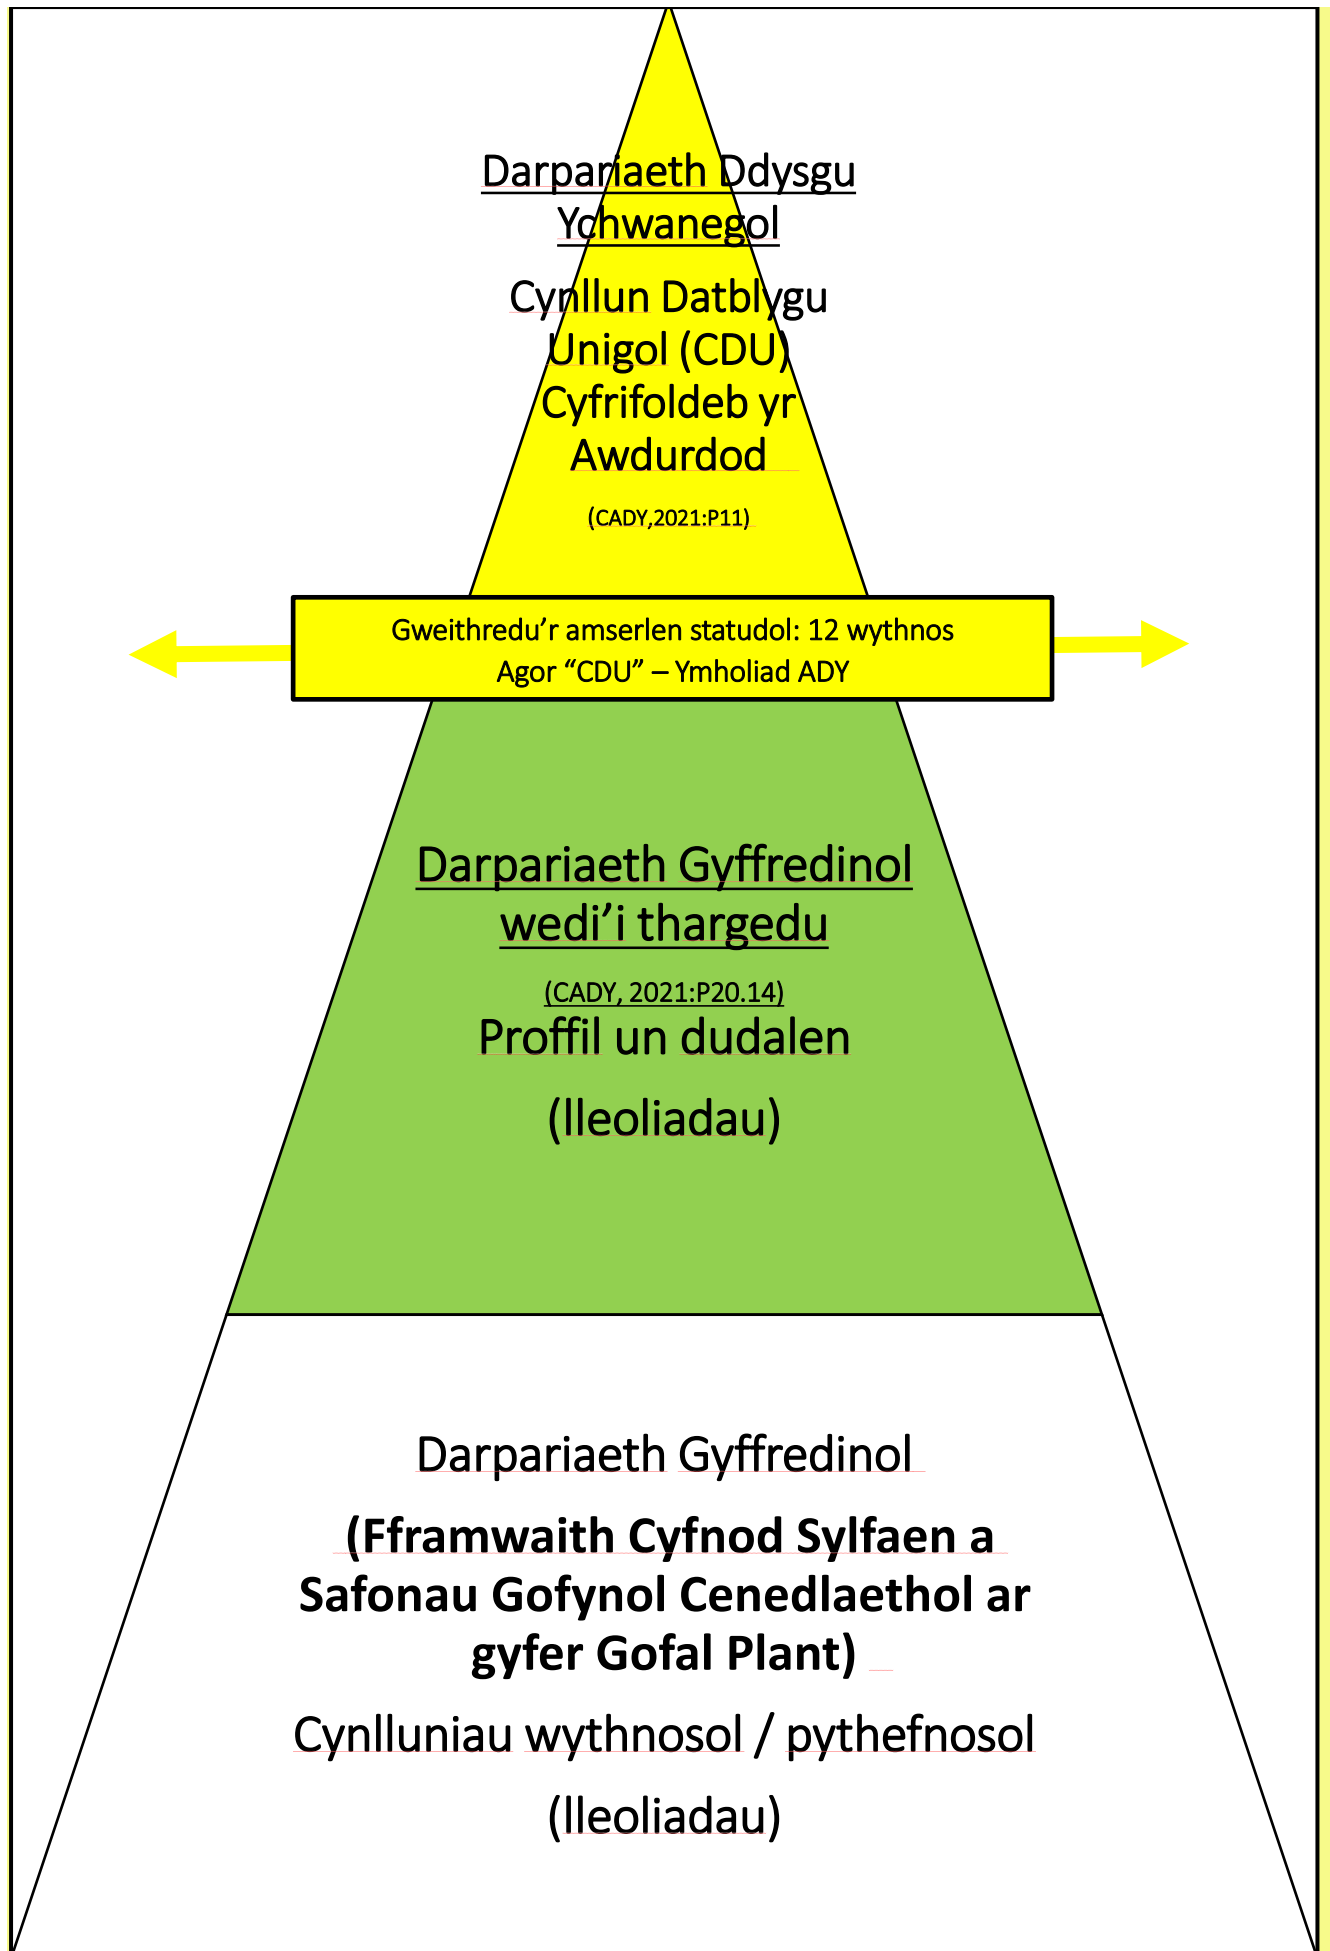 Darpariaeth Ddysgu
Ychwanegol
Cynllun Datblygu
Unigol (CDU)
Cyfrifoldeb yr
Awdurdod
(CADY,2021:P11)
Gweithredu’r amserlen statudol: 12 wythnos
Agor “CDU” – Ymholiad ADY
Darpariaeth Gyffredinol
wedi’i thargedu
(CADY, 2021:P20.14)
Proffil un dudalen
(lleoliadau)
Darpariaeth Gyffredinol
(Fframwaith Cyfnod Sylfaen a
Safonau Gofynol Cenedlaethol ar
gyfer Gofal Plant)
Cynlluniau wythnosol / pythefnosol
(lleoliadau)